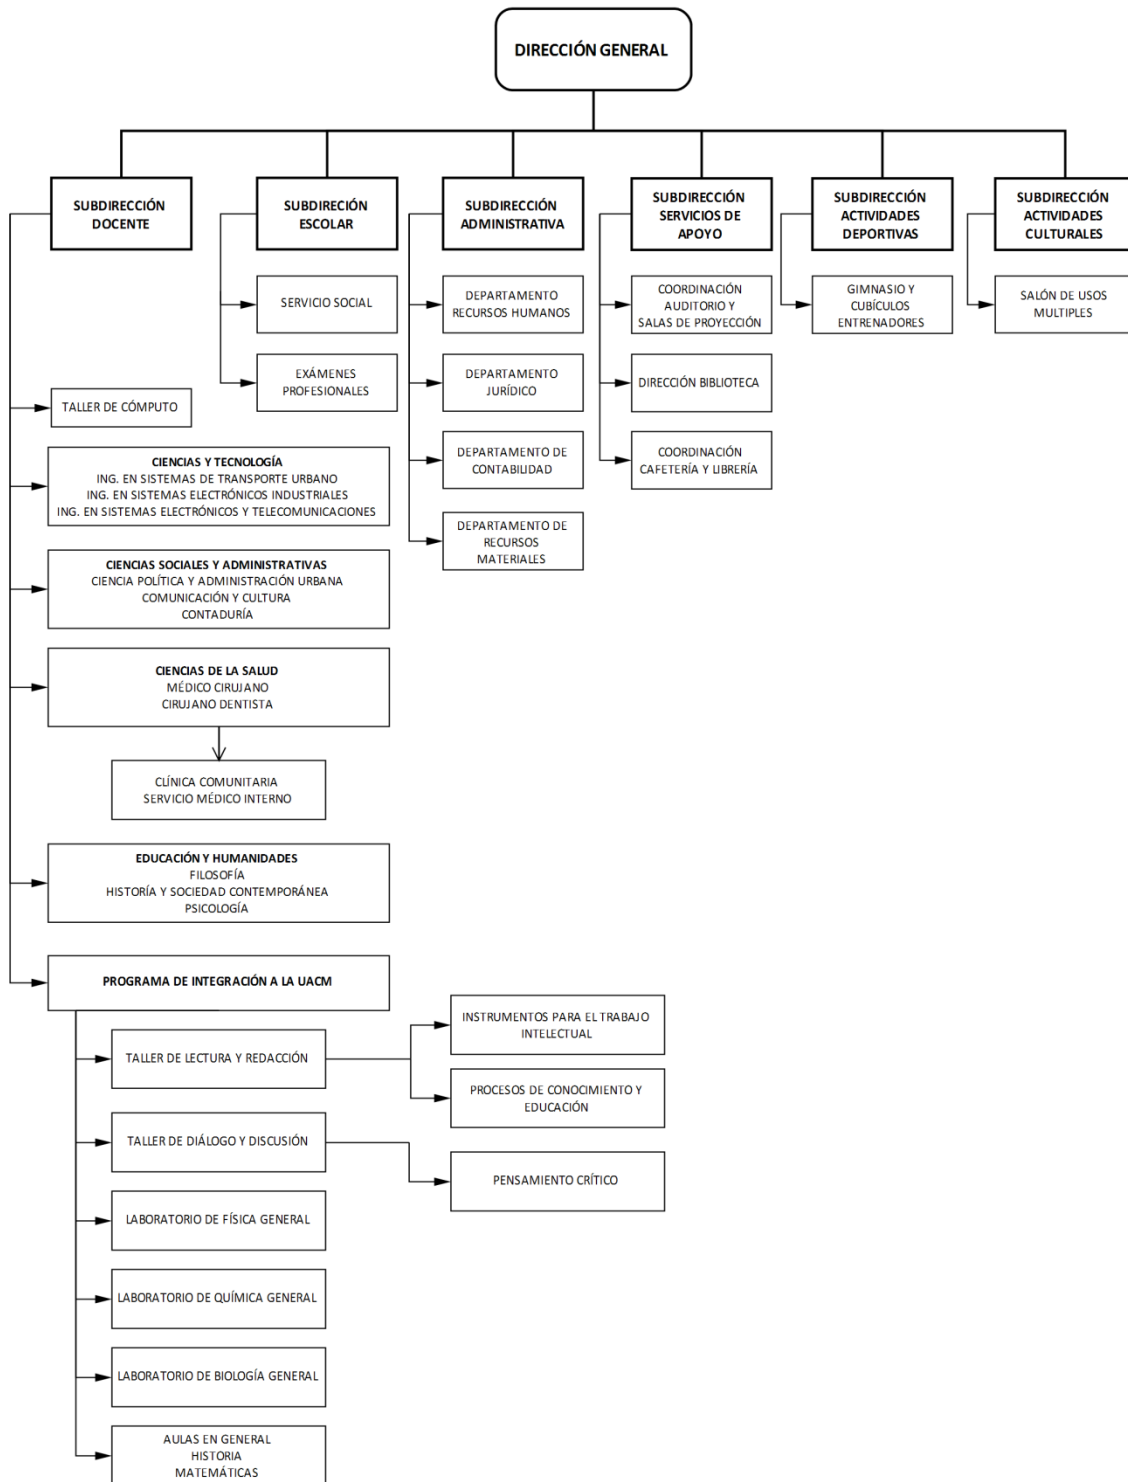 DIRECCIÓN GENERAL
SUBDIRECCIÓN
DOCENTE
SUBDIRECIÓN
ESCOLAR
SUBDIRECCIÓN
ADMINISTRATIVA
SUBDIRECCIÓN
SERVICIOS DE
APOYO
SUBDIRECCIÓN
ACTIVIDADES
DEPORTIVAS
SUBDIRECCIÓN
ACTIVIDADES
CULTURALES
SERVICIO SOCIAL
DEPARTAMENTO
RECURSOS HUMANOS
COORDINACIÓN
AUDITORIO Y
SALAS DE PROYECCIÓN
GIMNASIO Y
CUBÍCULOS
ENTRENADORES
SALÓN DE USOS
MULTIPLES
EXÁMENES
PROFESIONALES
DEPARTAMENTO
JURÍDICO
DIRECCIÓN BIBLIOTECA
TALLER DE CÓMPUTO
DEPARTAMENTO DE
CONTABILIDAD
COORDINACIÓN
CAFETERÍA Y LIBRERÍA
CIENCIAS Y TECNOLOGÍA
ING. EN SISTEMAS DE TRANSPORTE URBANO
ING. EN SISTEMAS ELECTRÓNICOS INDUSTRIALES
ING. EN SISTEMAS ELECTRÓNICOS Y TELECOMUNICACIONES
DEPARTAMENTO DE
RECURSOS
MATERIALES
CIENCIAS SOCIALES Y ADMINISTRATIVAS
CIENCIA POLÍTICA Y ADMINISTRACIÓN URBANA
COMUNICACIÓN Y CULTURA
CONTADURÍA
CIENCIAS DE LA SALUD
MÉDICO CIRUJANO
CIRUJANO DENTISTA
CLÍNICA COMUNITARIA
SERVICIO MÉDICO INTERNO
EDUCACIÓN Y HUMANIDADES
FILOSOFÍA
HISTORÍA Y SOCIEDAD CONTEMPORÁNEA
PSICOLOGÍA
PROGRAMA DE INTEGRACIÓN A LA UACM
TALLER DE LECTURA Y REDACCIÓN
INSTRUMENTOS PARA EL TRABAJO
INTELECTUAL
PROCESOS DE CONOCIMIENTO Y
EDUCACIÓN
TALLER DE DIÁLOGO Y DISCUSIÓN
PENSAMIENTO CRÍTICO
LABORATORIO DE FÍSICA GENERAL
LABORATORIO DE QUÍMICA GENERAL
LABORATORIO DE BIOLOGÍA GENERAL
AULAS EN GENERAL
HISTORIA
MATEMÁTICAS